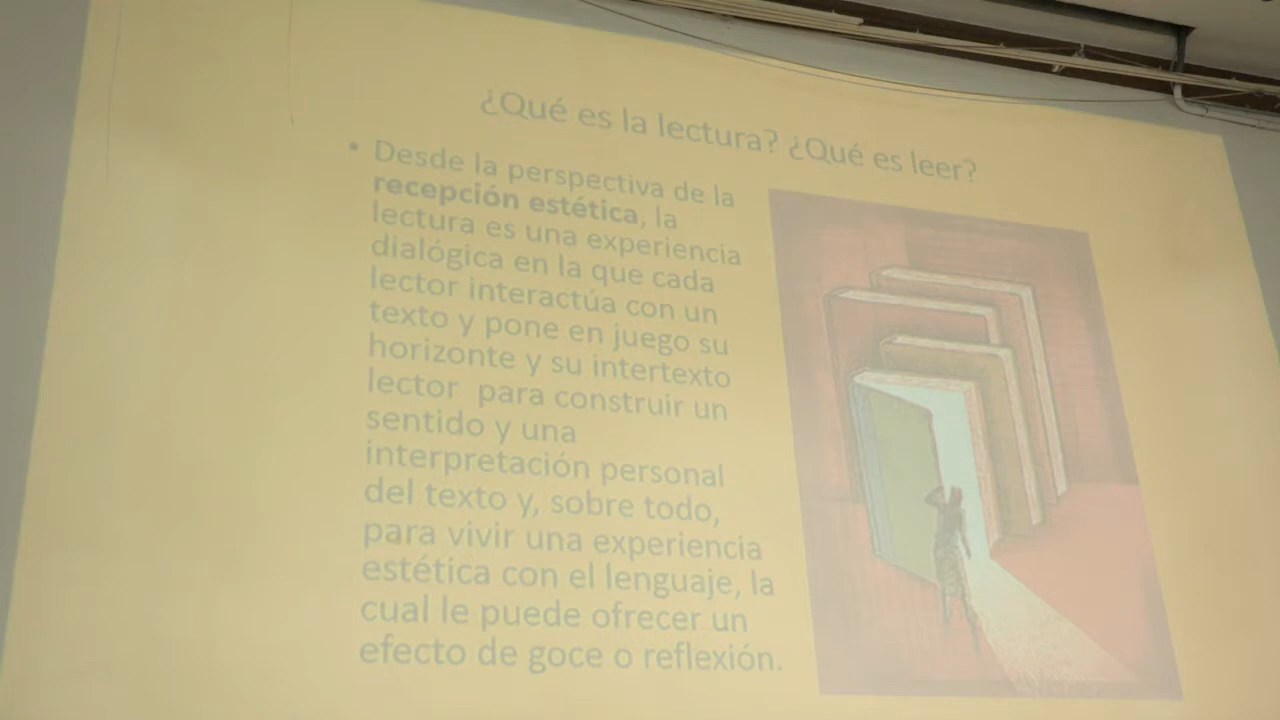 ¿Qué es la lectura? ¿Qué es leer?
• Desde la perspectiva de la
recepción estética, la
lectura es una experiencia
dialógica en la que cada
lector interactúa con un
texto y pone en juego su
horizonte y su intertexto
lector para construir un
sentido y una
interpretación personal
del texto y, sobre todo,
para vivir una experiencia
estética con el lenguaje, la
cual le puede ofrecer un
efecto de goce o reflexión.